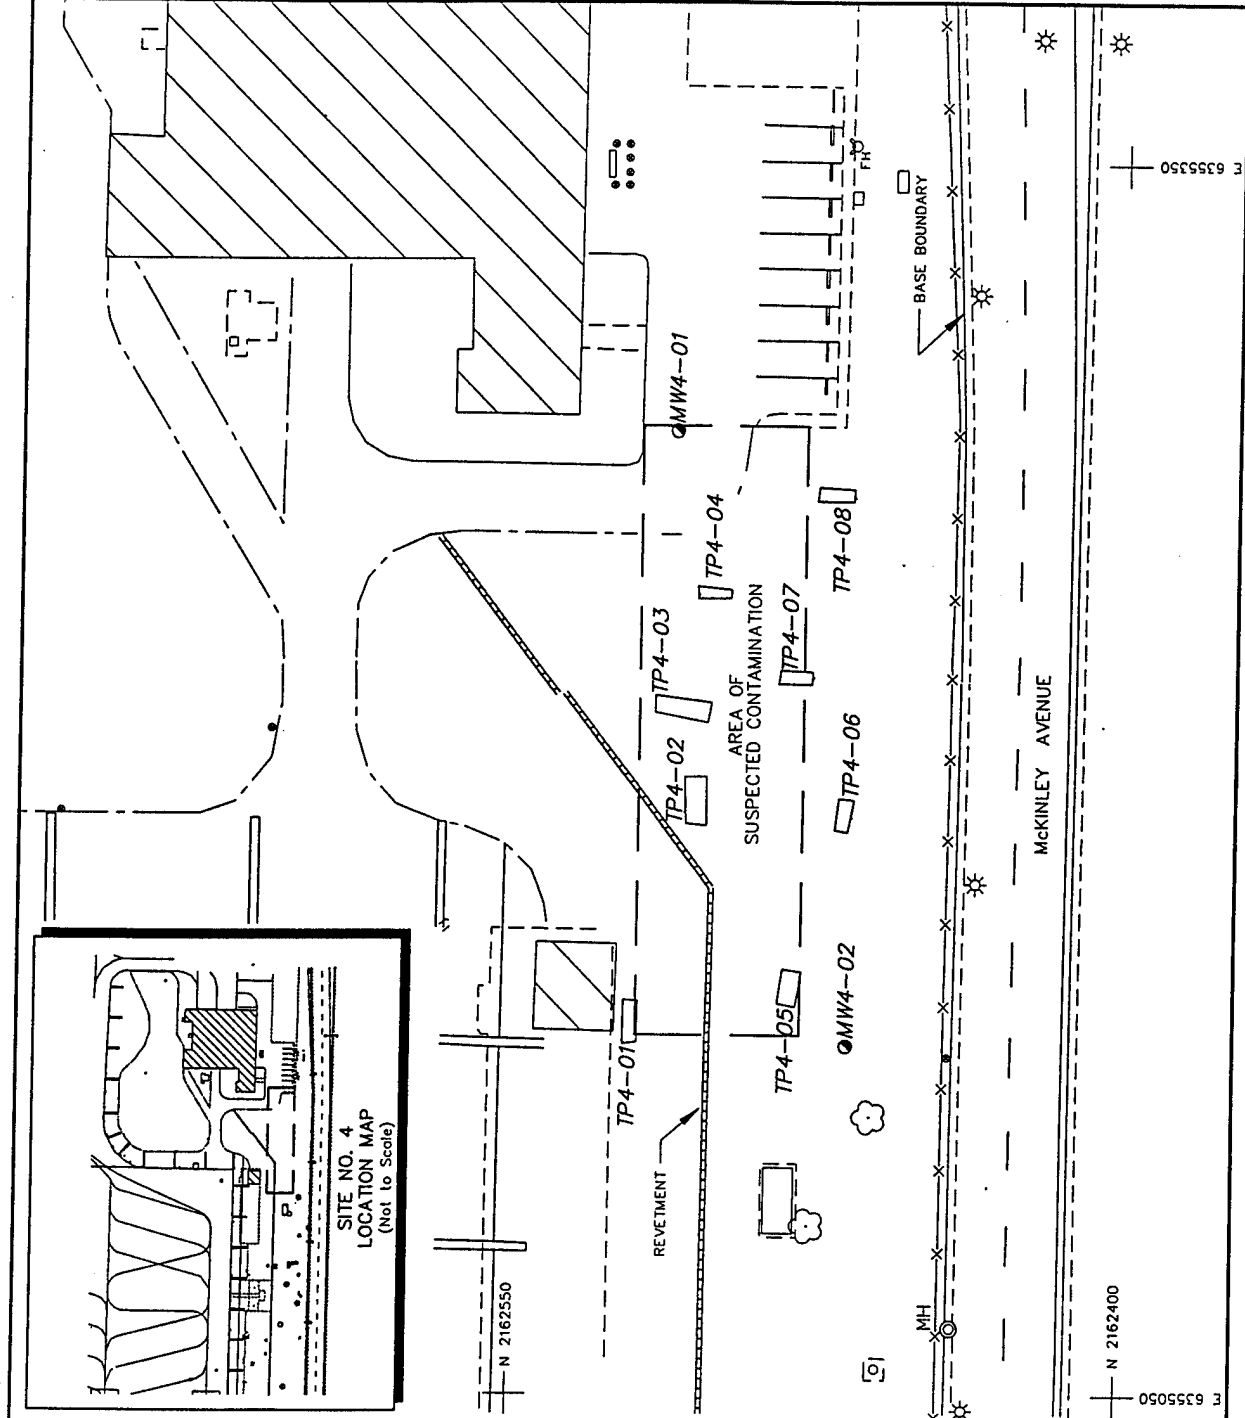 E 6355350
FH
BASE BOUNDARY
MW4-01
TP4-04
TP4-08
TP4-03
TP4-07
AREA OF
SUSPECTED CONTAMINATION
TP4-02
TP4-06
McKINLEY AVENUE
MW4-02
TP4-05
TP4-01
REVETMENT
SITE NO. 4
LOCATION MAP
(Not to Scale)
N 2162550
MH
N 2162400
E 6355050